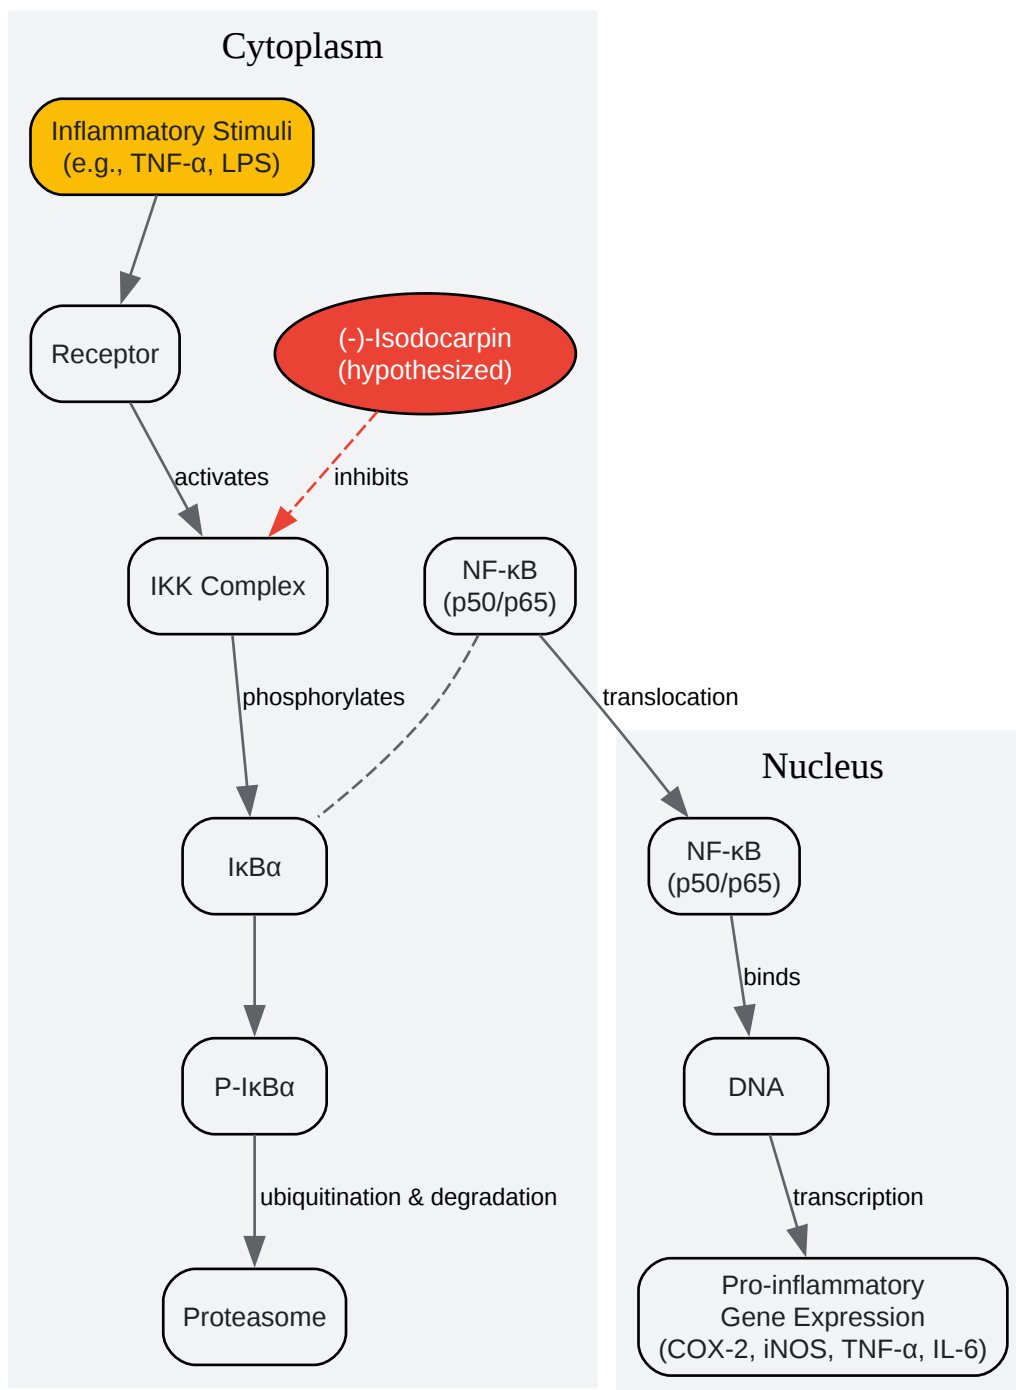 Cytoplasm
Inflammatory Stimuli
(e.g., TNF-α, LPS)
Receptor
(-)-Isodocarpin
(hypothesized)
activates
inhibits
IKK Complex
NF-κB
(p50/p65)
phosphorylates
translocation
Nucleus
IκBα
NF-κB
(p50/p65)
binds
P-IκBα
DNA
ubiquitination & degradation
transcription
Proteasome
Pro-inflammatory
Gene Expression
(COX-2, iNOS, TNF-α, IL-6)